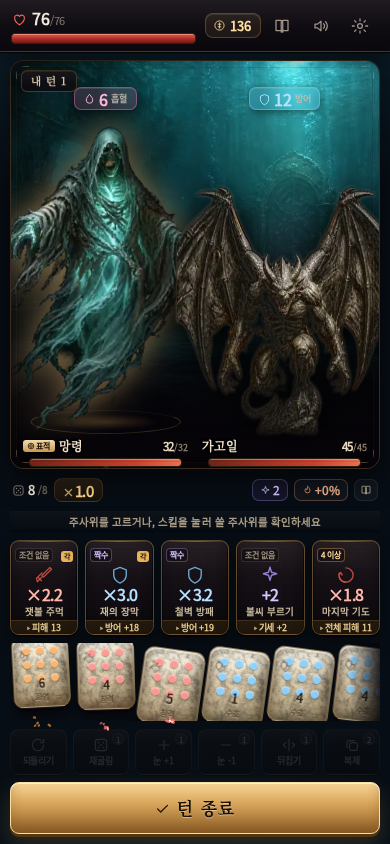 76/76
136
내 턴 1
6 흡혈
12 방어
표적 망령 32/32
가고일 45/45
8 /8
×1.0
2
+0%
주사위를 고르거나, 스킬을 눌러 쓸 주사위를 확인하세요
조건 없음 각
×2.2
잿불 주먹
▸ 피해 13
짝수 각
×3.0
재의 장막
▸ 방어 +18
짝수
×3.2
철벽 방패
▸ 방어 +19
조건 없음
+2
불씨 부르기
▸ 기세 +2
4 이상
×1.8
마지막 기도
▸ 전체 피해 11
6
4
5
1
4
4
되돌리기
재굴림 1
눈 +1 1
눈 -1 1
뒤집기 1
복제 2
턴 종료